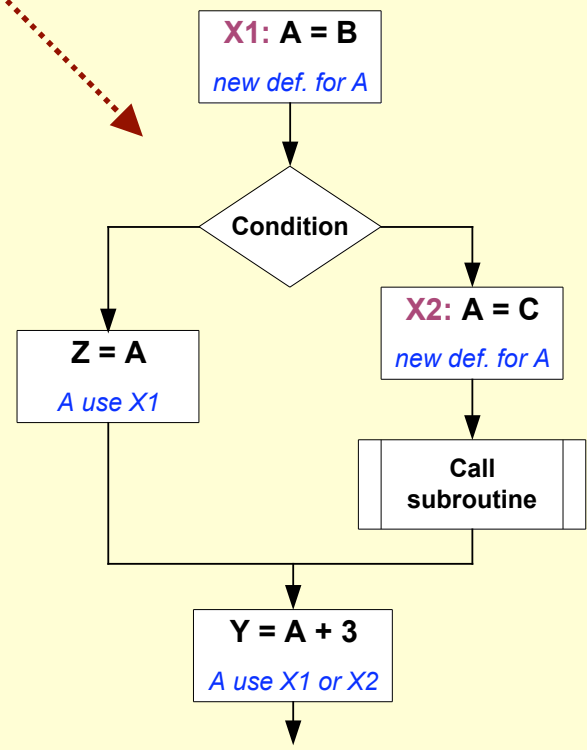 X1: A = B
new def. for A
Condition
Z = A
A use X1
X2: A = C
new def. for A
Call
subroutine
Y = A + 3
A use X1 or X2